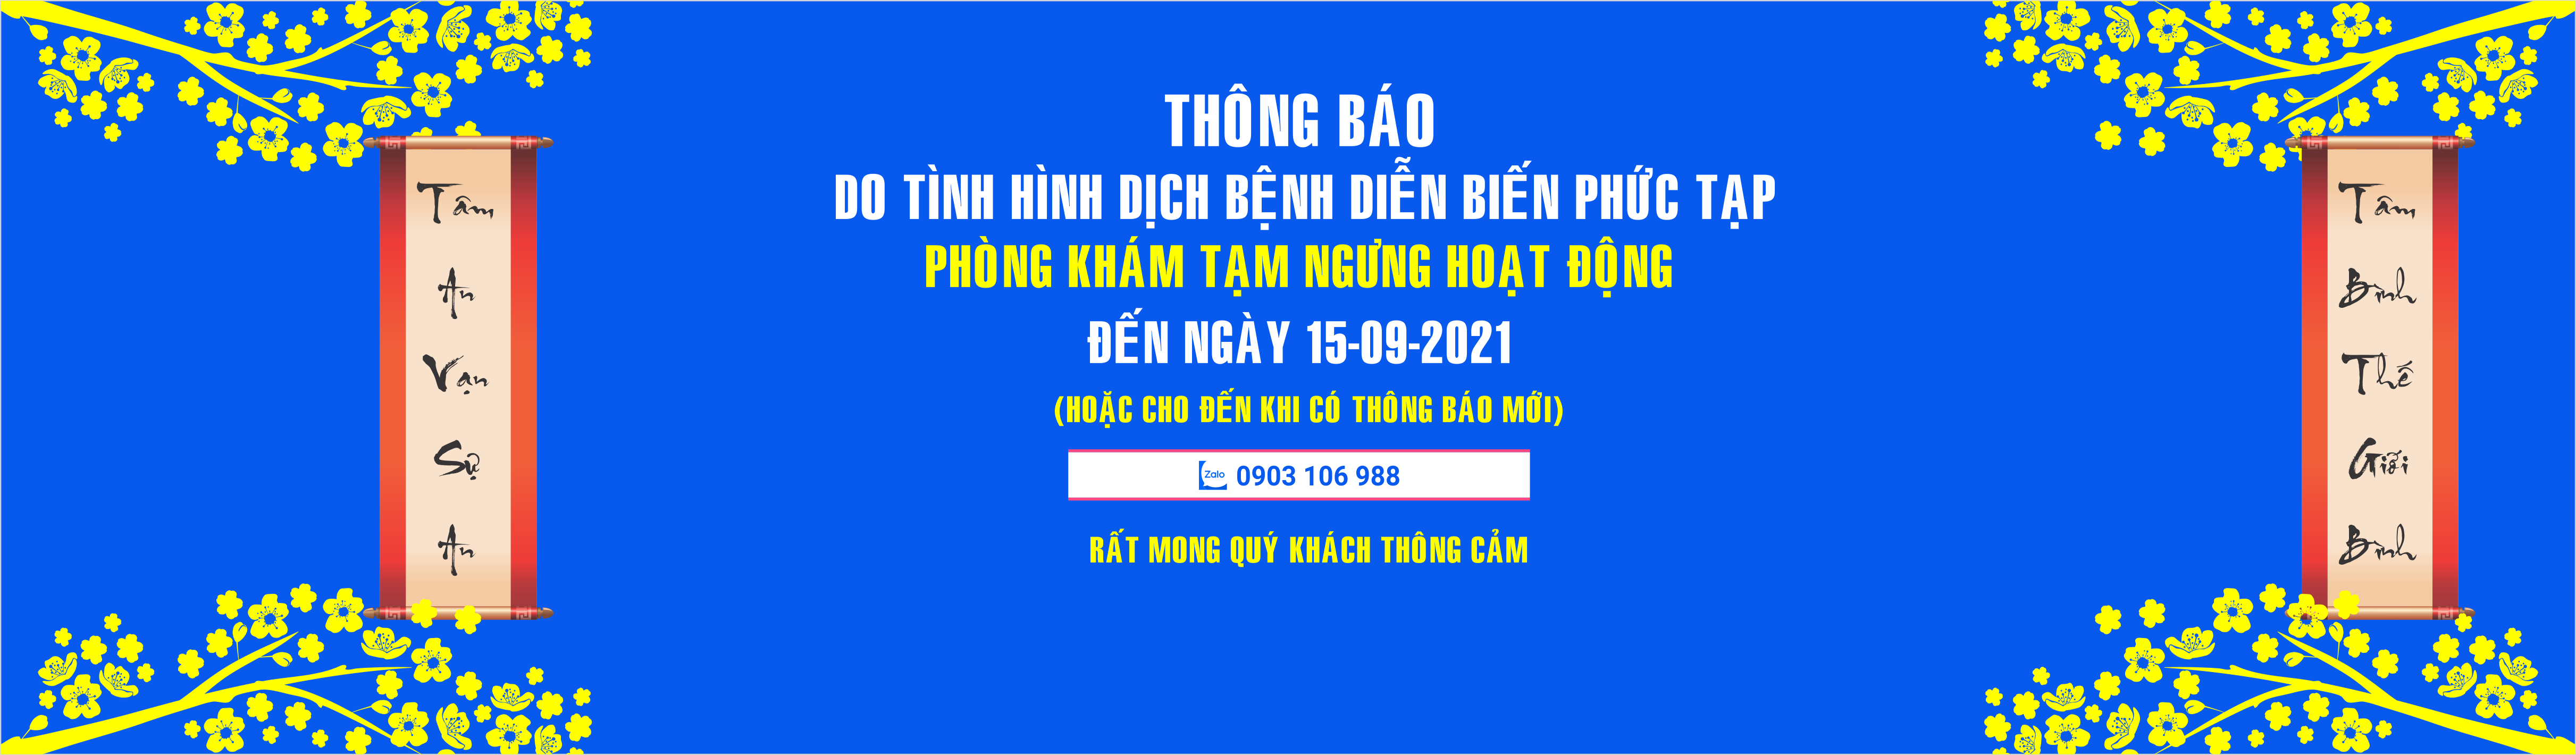 THÔNG BÁO
DO TÌNH HÌNH DỊCH BỆNH DIỄN BIẾN PHỨC TẠP
PHÒNG KHÁM TẠM NGƯNG HOẠT ĐỘNG
ĐẾN NGÀY 15-09-2021
(HOẶC CHO ĐẾN KHI CÓ THÔNG BÁO MỚI)
Zalo 0903 106 988
RẤT MONG QUÝ KHÁCH THÔNG CẢM
Tâm
An
Vạn
Sự
An
Tâm
Bình
Thế
Giới
Bình